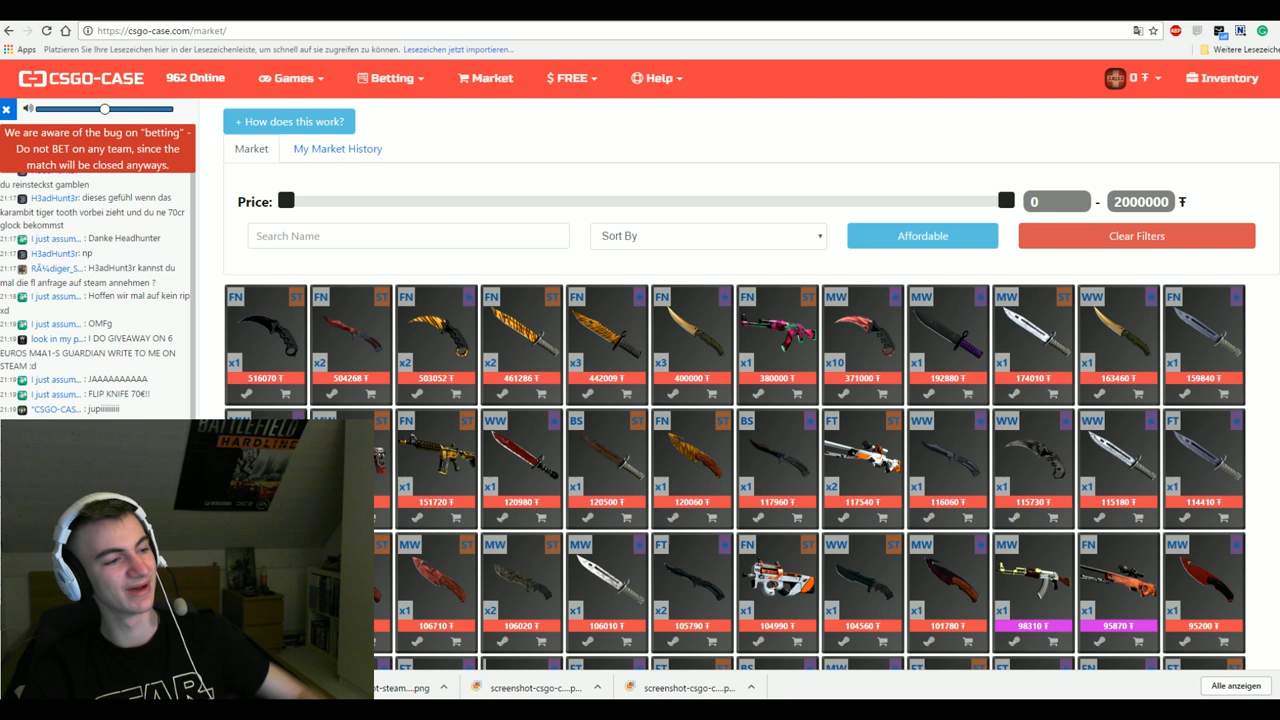 https://csgo-case.com/market/
Apps Platzieren Sie Ihre Lesezeichen hier in der Lesezeichenleiste, um schnell auf sie zugreifen zu können. Lesezeichen jetzt importieren... Weitere Lesezeiche
CSGO-CASE 962 Online Games Betting Market $ FREE Help 0 Ŧ Inventory
We are aware of the bug on "betting" -
Do not BET on any team, since the
match will be closed anyways.
du reinsteckst gamblen
21:17 H3adHunt3r: dieses gefühl wenn das
karambit tiger tooth vorbei zieht und du ne 70cr
glock bekommst
21:17 I just assum... : Danke Headhunter
21:17 H3adHunt3r: np
21:17 RÃ¼diger_S... : H3adHunt3r kannst du
mal die fl anfrage auf steam annehmen ?
21:18 I just assum... : Hoffen wir mal auf kein rip
xd
21:19 I just assum... : OMFg
21:19 look in my p... : I DO GIVEAWAY ON 6
EUROS M4A1-S GUARDIAN WRITE TO ME ON
STEAM :d
21:19 I just assum... : JAAAAAAAAAA
21:19 I just assum... : FLIP KNIFE 70€!!
21:19 "CSGO-CAS... : jupiiiiiiiiii
+ How does this work?
Market My Market History
Price: 0 - 2000000 Ŧ
Search Name Sort By Affordable Clear Filters
FN ST FN ST FN FN ST FN FN FN ST MW MW MW ST WW FN
x1 x2 x2 x2 x3 x3 x1 x10 x1 x1 x1 x1
516070 Ŧ 504268 Ŧ 503052 Ŧ 461286 Ŧ 442009 Ŧ 400000 Ŧ 380000 Ŧ 371000 Ŧ 192880 Ŧ 174010 Ŧ 163460 Ŧ 159840 Ŧ
FN ST WW BS ST FN ST BS FT ST WW WW WW FT
x1 x1 x1 x1 x1 x2 x1 x1 x1 x1
151720 Ŧ 120980 Ŧ 120500 Ŧ 120060 Ŧ 117960 Ŧ 117540 Ŧ 116060 Ŧ 115730 Ŧ 115180 Ŧ 114410 Ŧ
MW ST MW ST MW FT FN ST WW ST MW MW FN MW
x1 x2 x1 x2 x1 x1 x1 x1 x1 x1
106710 Ŧ 106020 Ŧ 106010 Ŧ 105790 Ŧ 104990 Ŧ 104560 Ŧ 101780 Ŧ 98310 Ŧ 95870 Ŧ 95200 Ŧ
BATTLEFIELD
HARDLINE
ot-steam....png screenshot-csgo-c....p... screenshot-csgo-c....p... Alle anzeigen